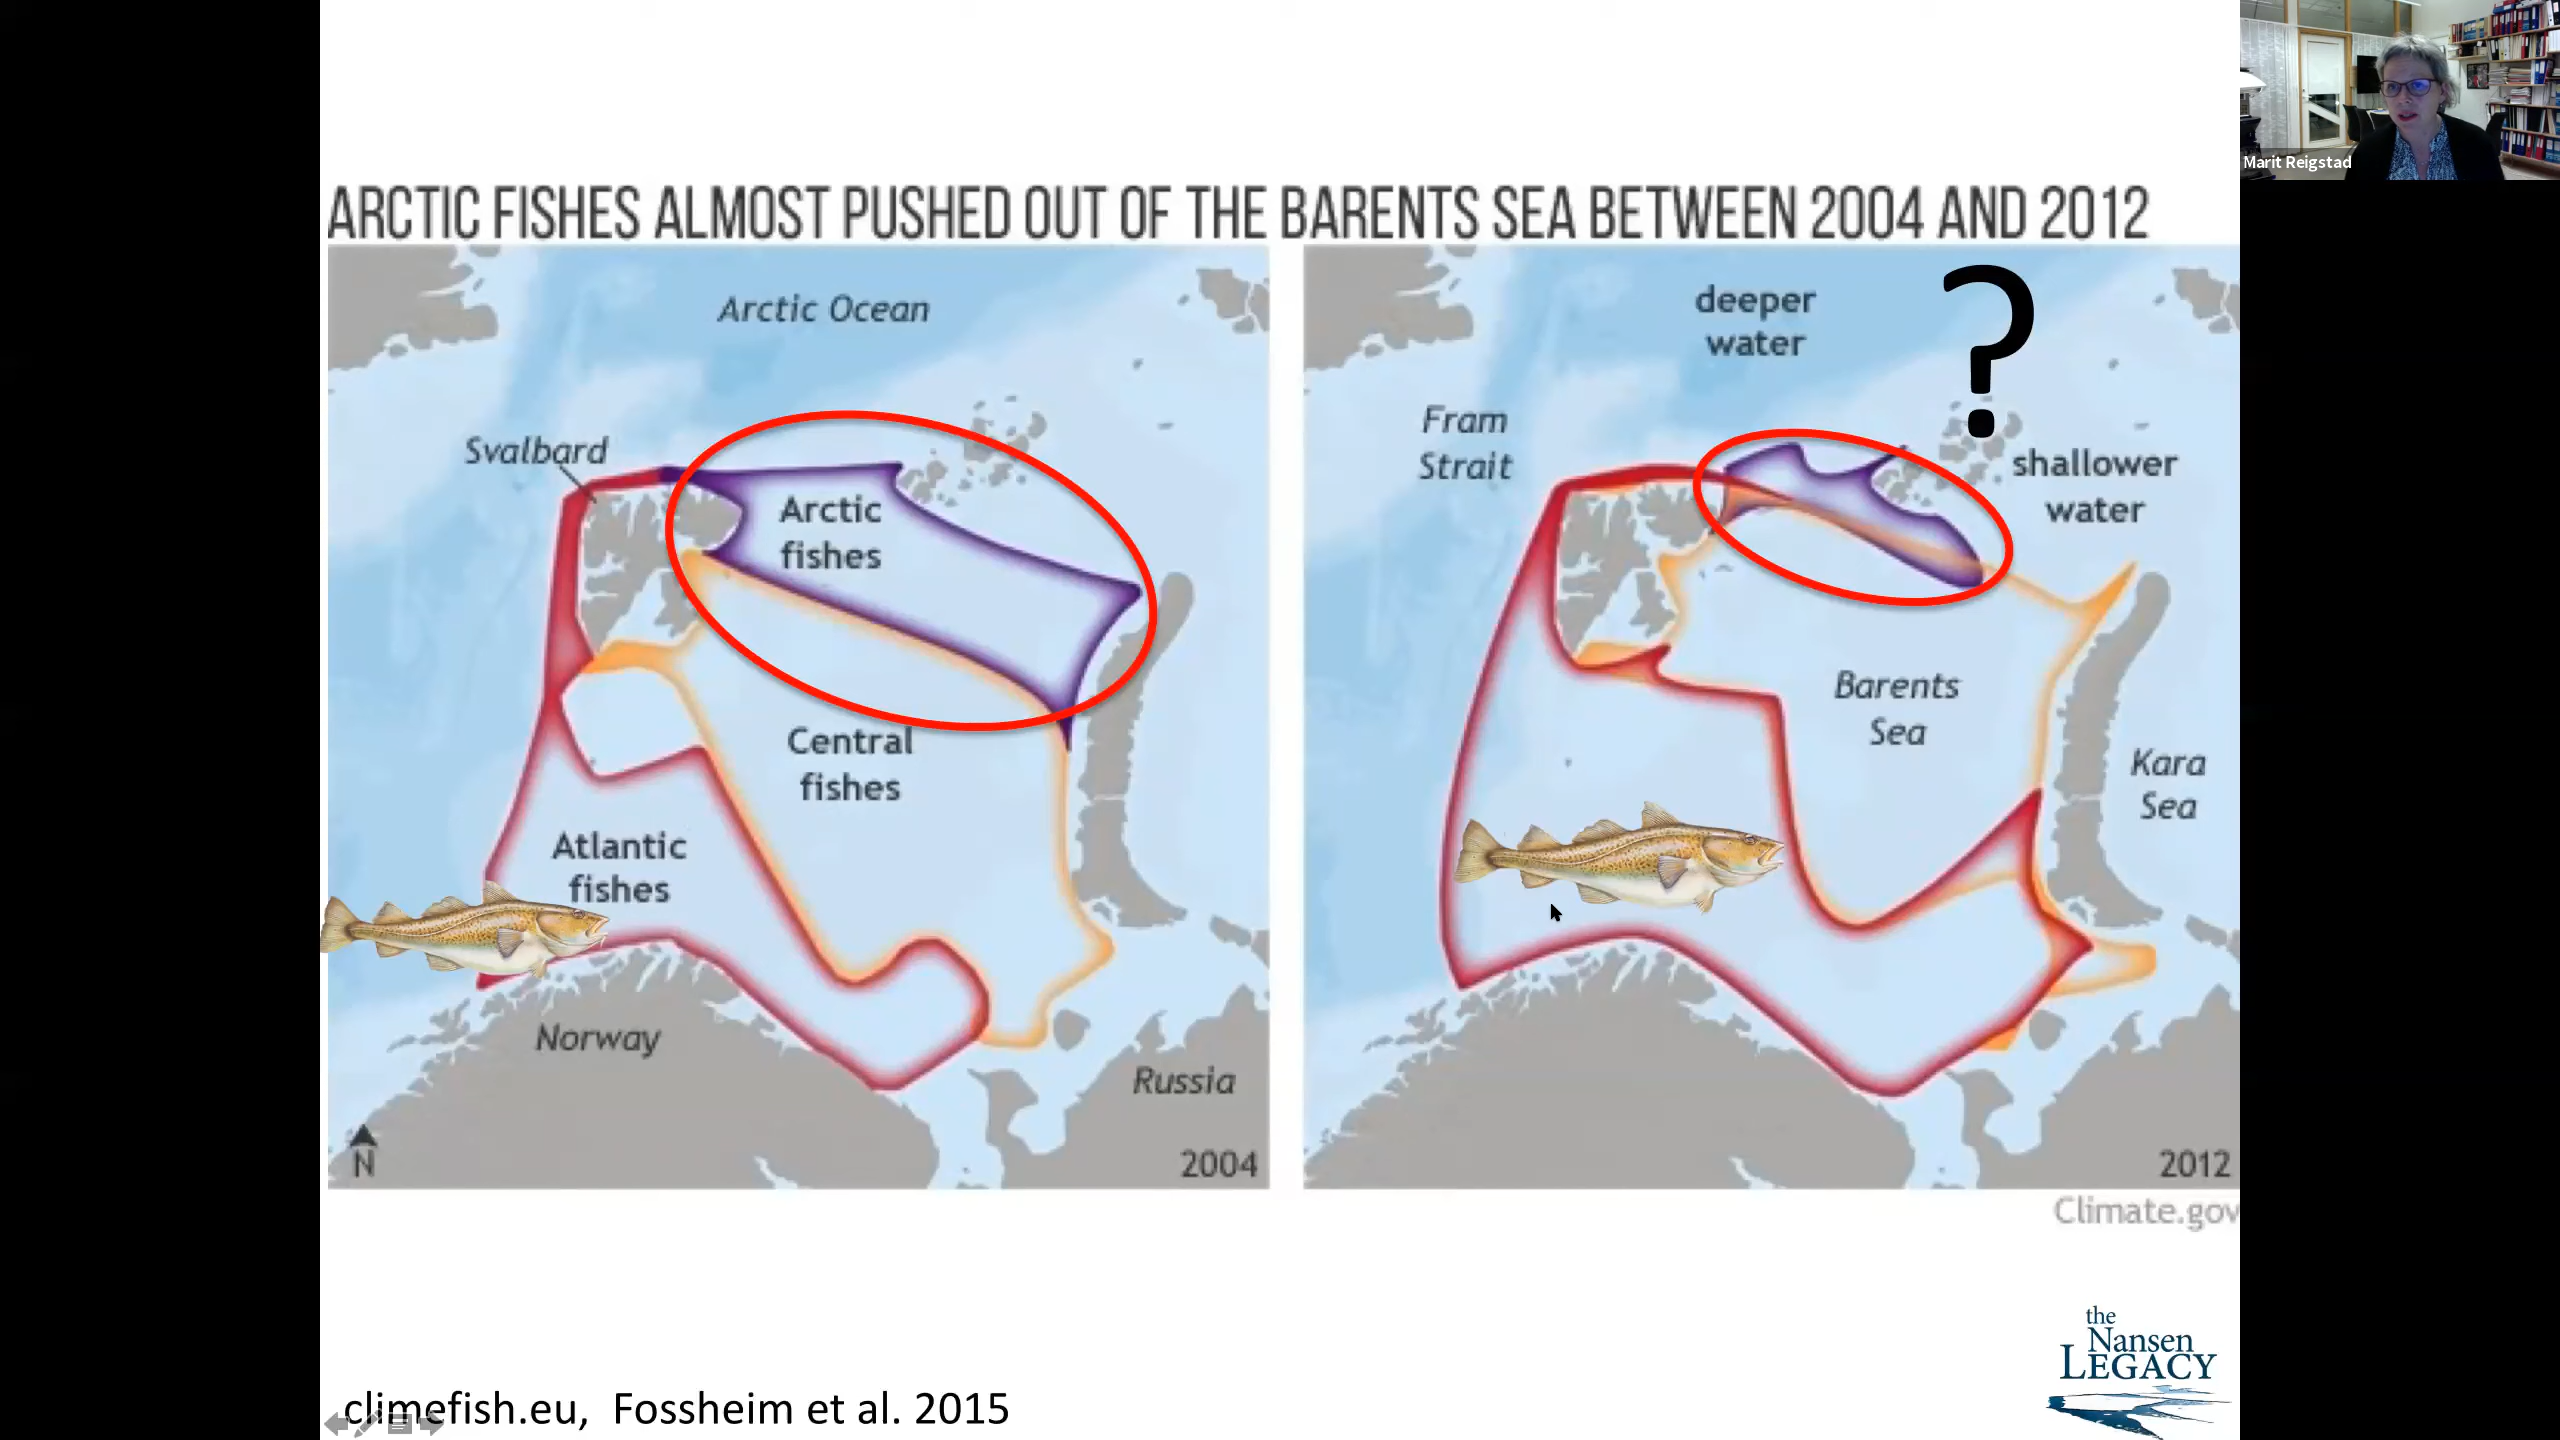 Marit Reigstad
ARCTIC FISHES ALMOST PUSHED OUT OF THE BARENTS SEA BETWEEN 2004 AND 2012
Arctic Ocean
Svalbard
Arctic
fishes
Central
fishes
Atlantic
fishes
Norway
Russia
N
2004
deeper
water
?
Fram
Strait
shallower
water
Barents
Sea
Kara
Sea
2012
Climate.gov
the
Nansen
LEGACY
climefish.eu, Fossheim et al. 2015